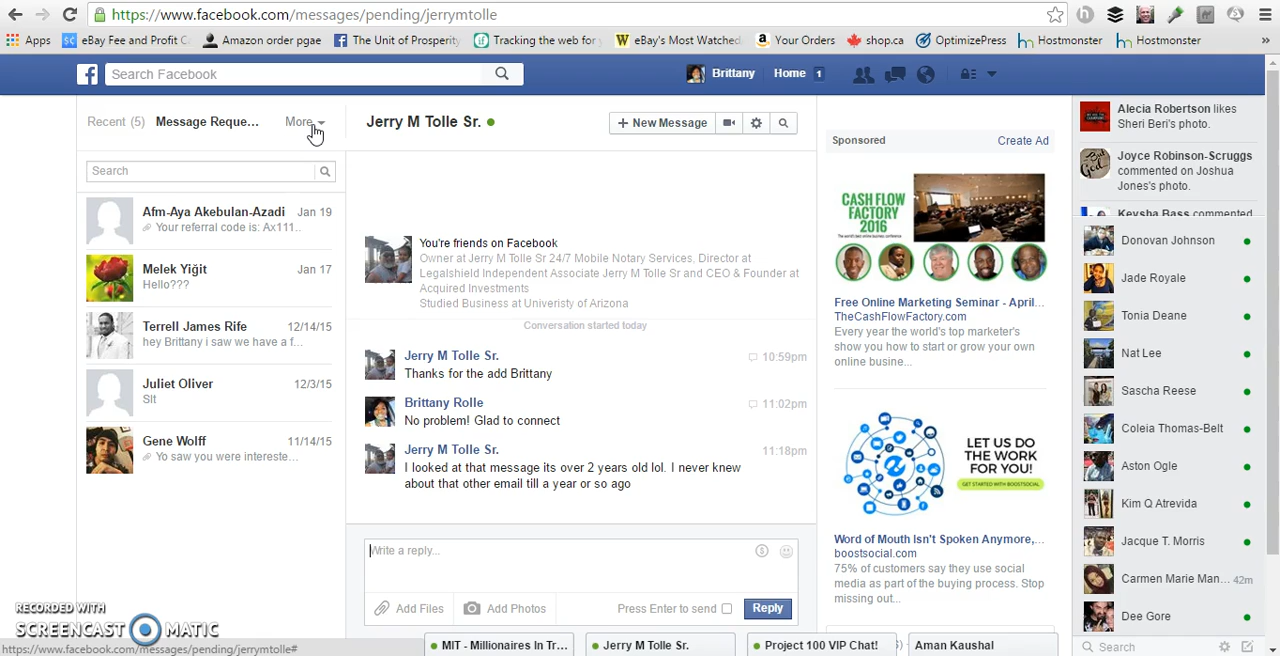 https://www.facebook.com/messages/pending/jerrymtolle
Apps
eBay Fee and Profit C
Amazon order pgae
The Unit of Prosperity
Tracking the web for
eBay's Most Watched
Your Orders
shop.ca
OptimizePress
Hostmonster
Hostmonster
»
Search Facebook
Brittany
Home 1
Recent (5)
Message Reque...
More
Search
Afm-Aya Akebulan-Azadi Jan 19
Your referral code is: Ax111..
Melek Yiğit Jan 17
Hello???
Terrell James Rife 12/14/15
hey Brittany i saw we have a f...
Juliet Oliver 12/3/15
Slt
Gene Wolff 11/14/15
Yo saw you were intereste...
Jerry M Tolle Sr.
+ New Message
You're friends on Facebook
Owner at Jerry M Tolle Sr 24/7 Mobile Notary Services, Director at
Legalshield Independent Associate Jerry M Tolle Sr and CEO & Founder at
Acquired Investments
Studied Business at Univeristy of Arizona
Conversation started today
Jerry M Tolle Sr. 10:59pm
Thanks for the add Brittany
Brittany Rolle 11:02pm
No problem! Glad to connect
Jerry M Tolle Sr. 11:18pm
I looked at that message its over 2 years old lol. I never knew
about that other email till a year or so ago
Write a reply...
Add Files
Add Photos
Press Enter to send
Reply
Sponsored
Create Ad
CASH FLOW
FACTORY
2016
Free Online Marketing Seminar - April...
TheCashFlowFactory.com
Every year the world's top marketer's
show you how to start or grow your own
online busine...
LET US DO
THE WORK
FOR YOU!
GET STARTED WITH BOOSTSOCIAL
Word of Mouth Isn't Spoken Anymore,...
boostsocial.com
75% of customers say they use social
media as part of the buying process. Stop
missing out...
Alecia Robertson likes
Sheri Beri's photo.
Joyce Robinson-Scruggs
commented on Joshua
Jones's photo.
Keysha Bass commented
Donovan Johnson
Jade Royale
Tonia Deane
Nat Lee
Sascha Reese
Coleia Thomas-Belt
Aston Ogle
Kim Q Atrevida
Jacque T. Morris
Carmen Marie Man... 42m
Dee Gore
Search
RECORDED WITH
SCREENCAST MATIC
https://www.facebook.com/messages/pending/jerrymtolle#
MIT - Millionaires In Tr...
Jerry M Tolle Sr.
Project 100 VIP Chat!
Aman Kaushal